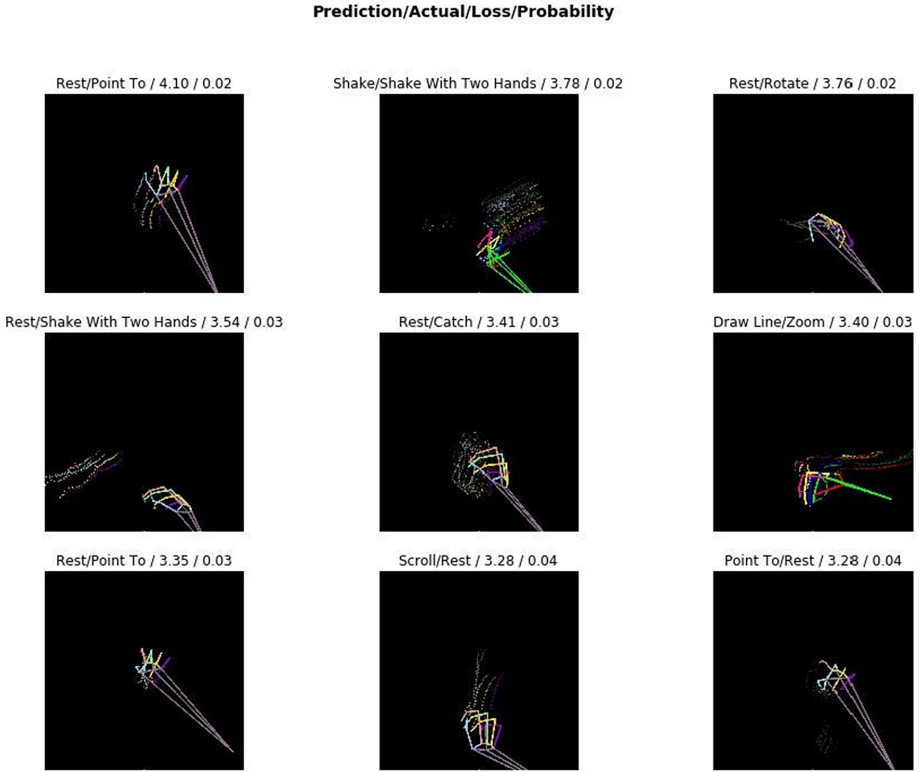 Prediction/Actual/Loss/Probability
Rest/Point To / 4.10 / 0.02
Shake/Shake With Two Hands / 3.78 / 0.02
Rest/Rotate / 3.76 / 0.02
Rest/Shake With Two Hands / 3.54 / 0.03
Rest/Catch / 3.41 / 0.03
Draw Line/Zoom / 3.40 / 0.03
Rest/Point To / 3.35 / 0.03
Scroll/Rest / 3.28 / 0.04
Point To/Rest / 3.28 / 0.04